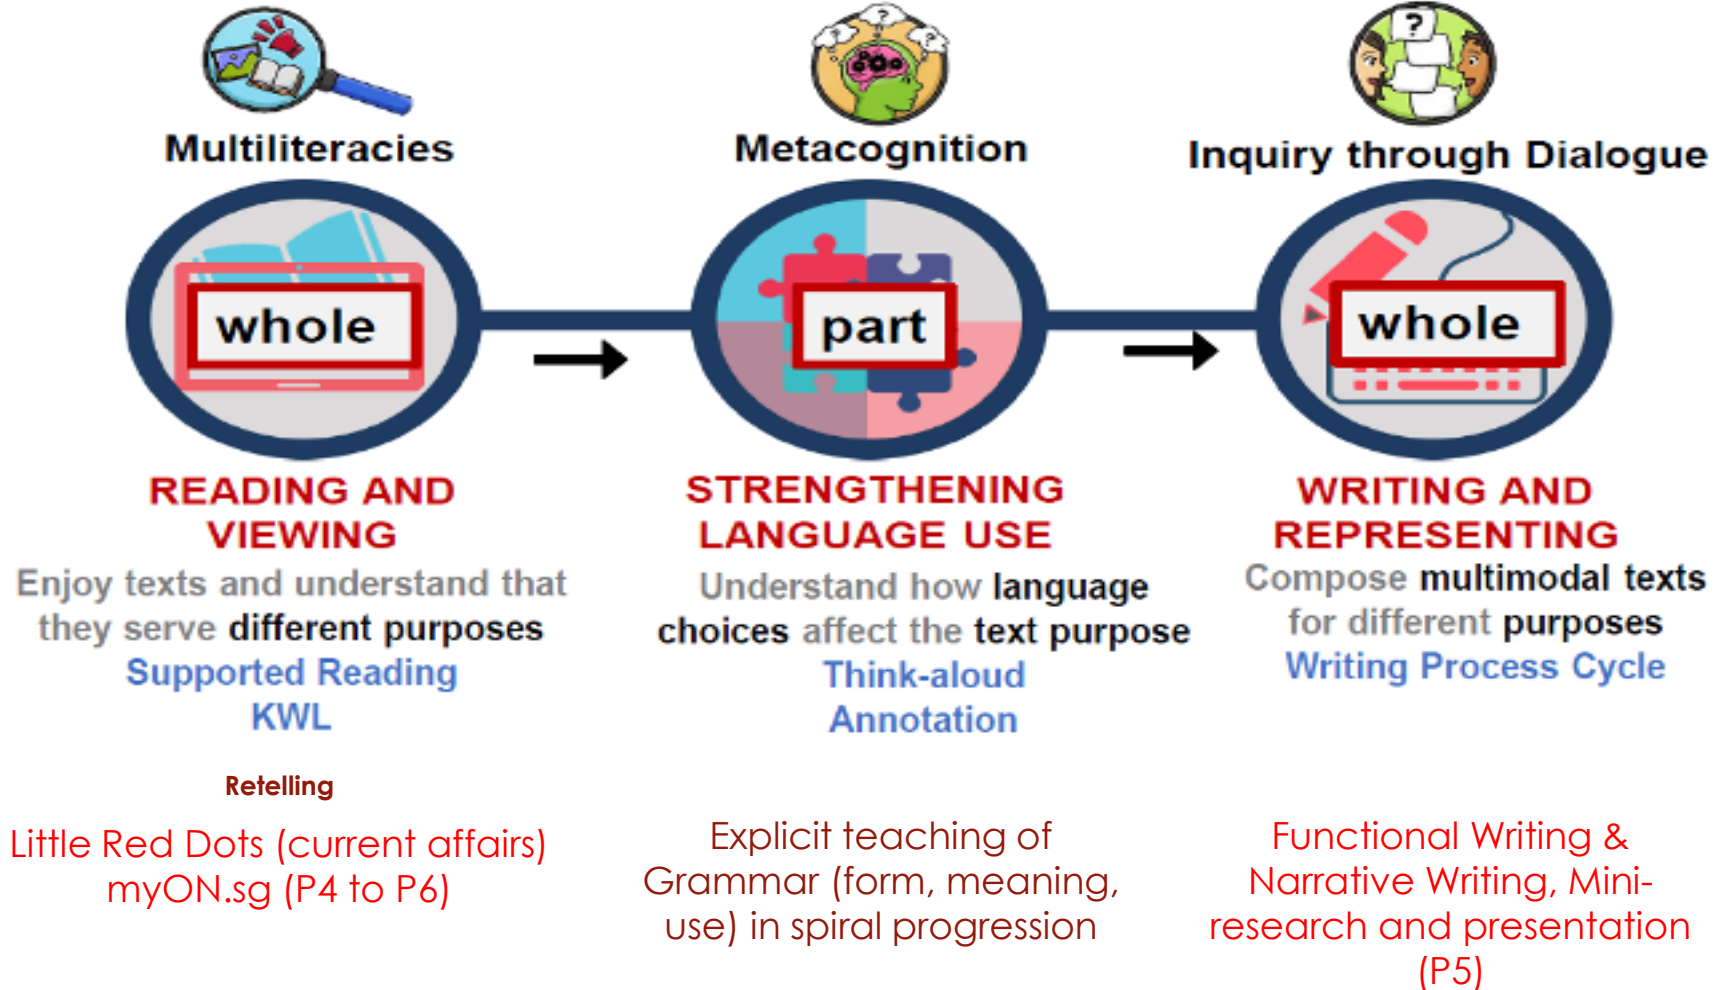 Multiliteracies
whole
READING AND
VIEWING
Enjoy texts and understand that
they serve different purposes
Supported Reading
KWL
Retelling
Little Red Dots (current affairs)
myON.sg (P4 to P6)
?
Metacognition
part
STRENGTHENING
LANGUAGE USE
Understand how language
choices affect the text purpose
Think-aloud
Annotation
Explicit teaching of
Grammar (form, meaning,
use) in spiral progression
?
Inquiry through Dialogue
whole
WRITING AND
REPRESENTING
Compose multimodal texts
for different purposes
Writing Process Cycle
Functional Writing &
Narrative Writing, Mini-
research and presentation
(P5)